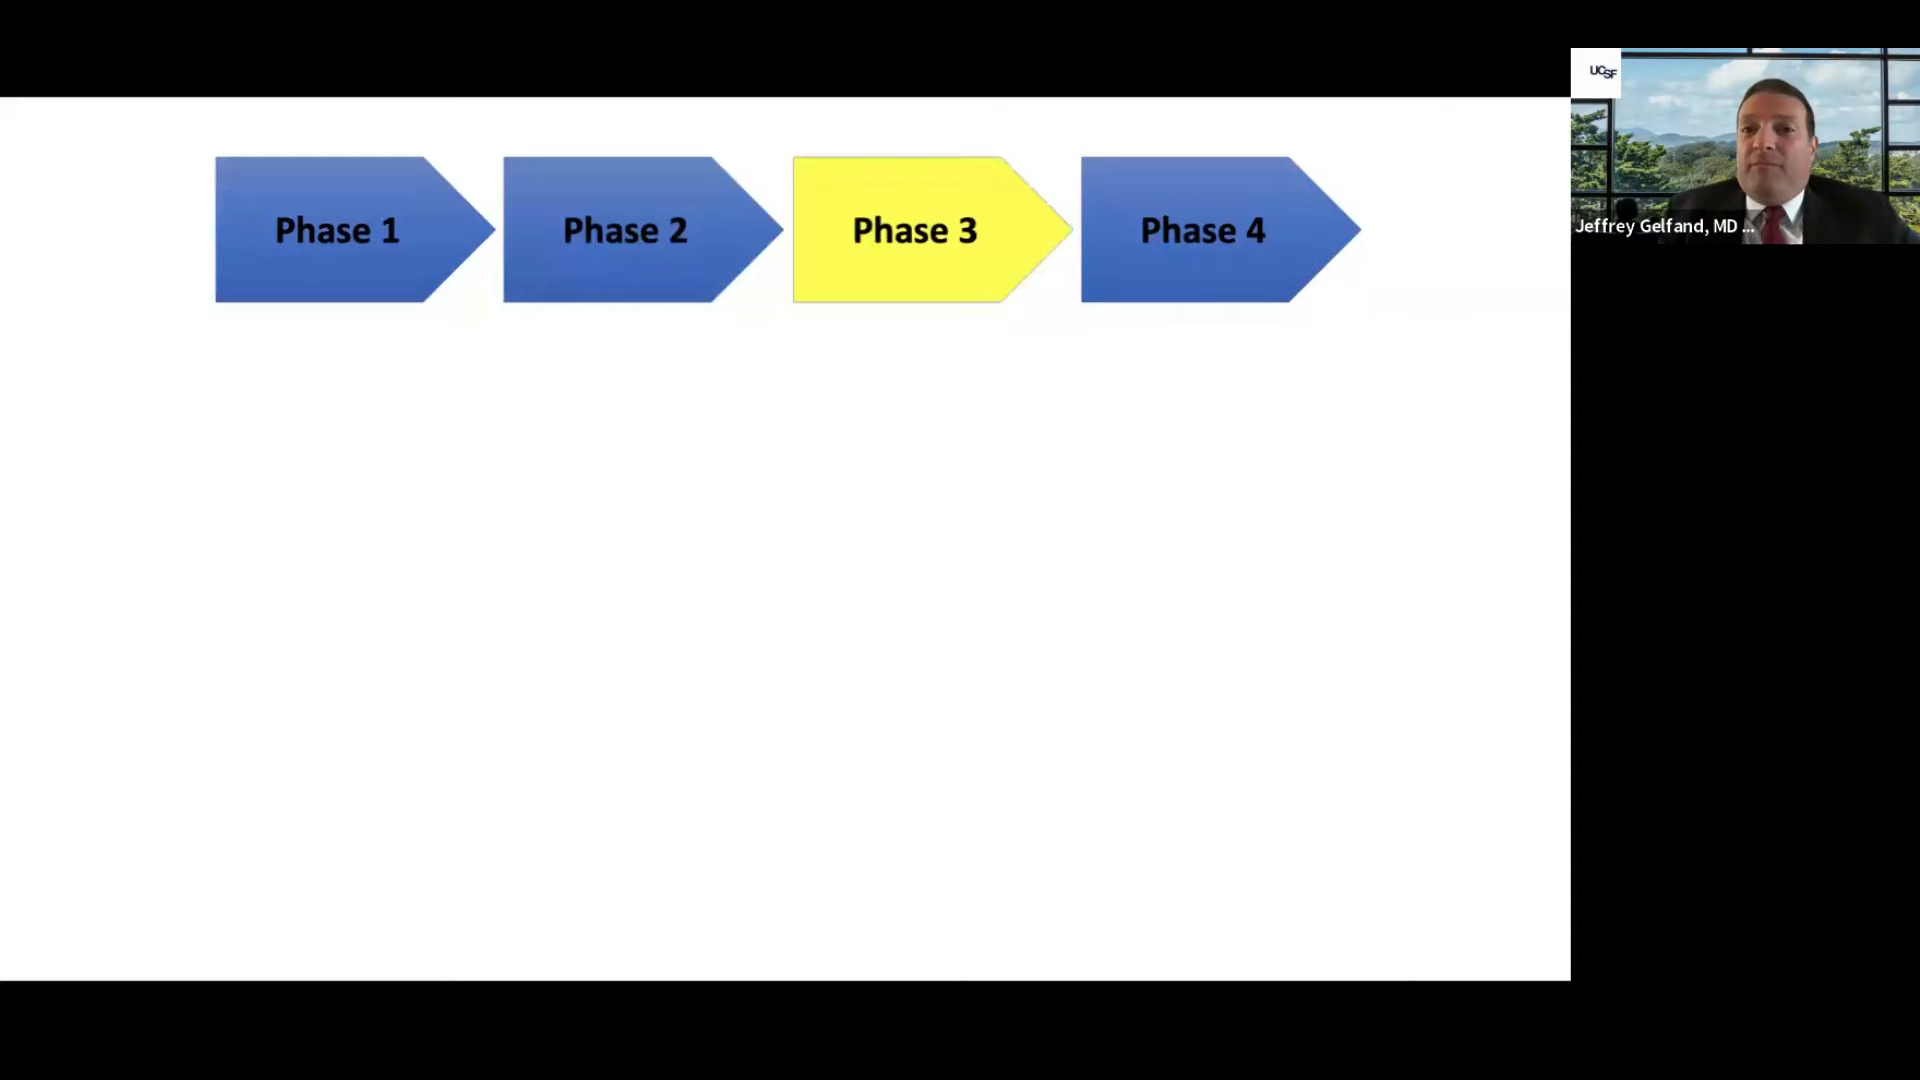 Phase 1
Phase 2
Phase 3
Phase 4
UCSF
Jeffrey Gelfand, MD ...